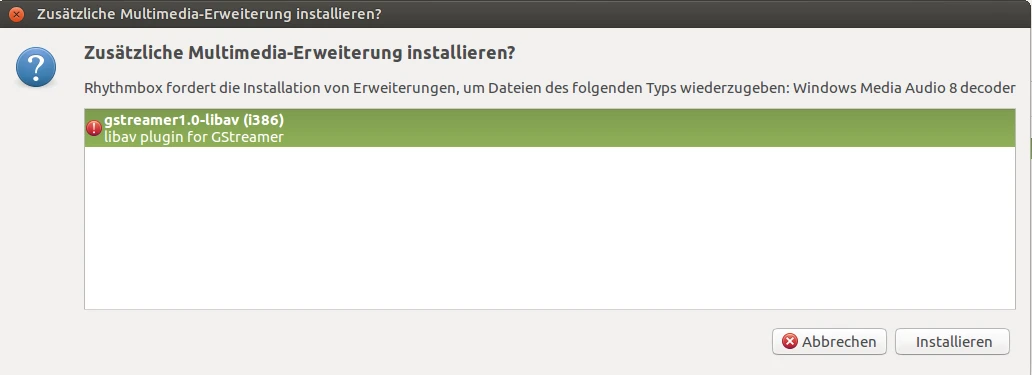 Zusätzliche Multimedia-Erweiterung installieren?
Zusätzliche Multimedia-Erweiterung installieren?
Rhythmbox fordert die Installation von Erweiterungen, um Dateien des folgenden Typs wiederzugeben: Windows Media Audio 8 decoder
gstreamer1.0-libav (i386)
libav plugin for GStreamer
Abbrechen
Installieren